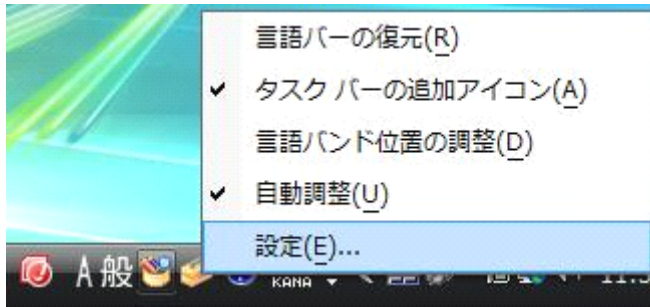 言語バーの復元(R)
タスク バーの追加アイコン(A)
言語バンド位置の調整(D)
自動調整(U)
設定(E)...
A 般
KANA